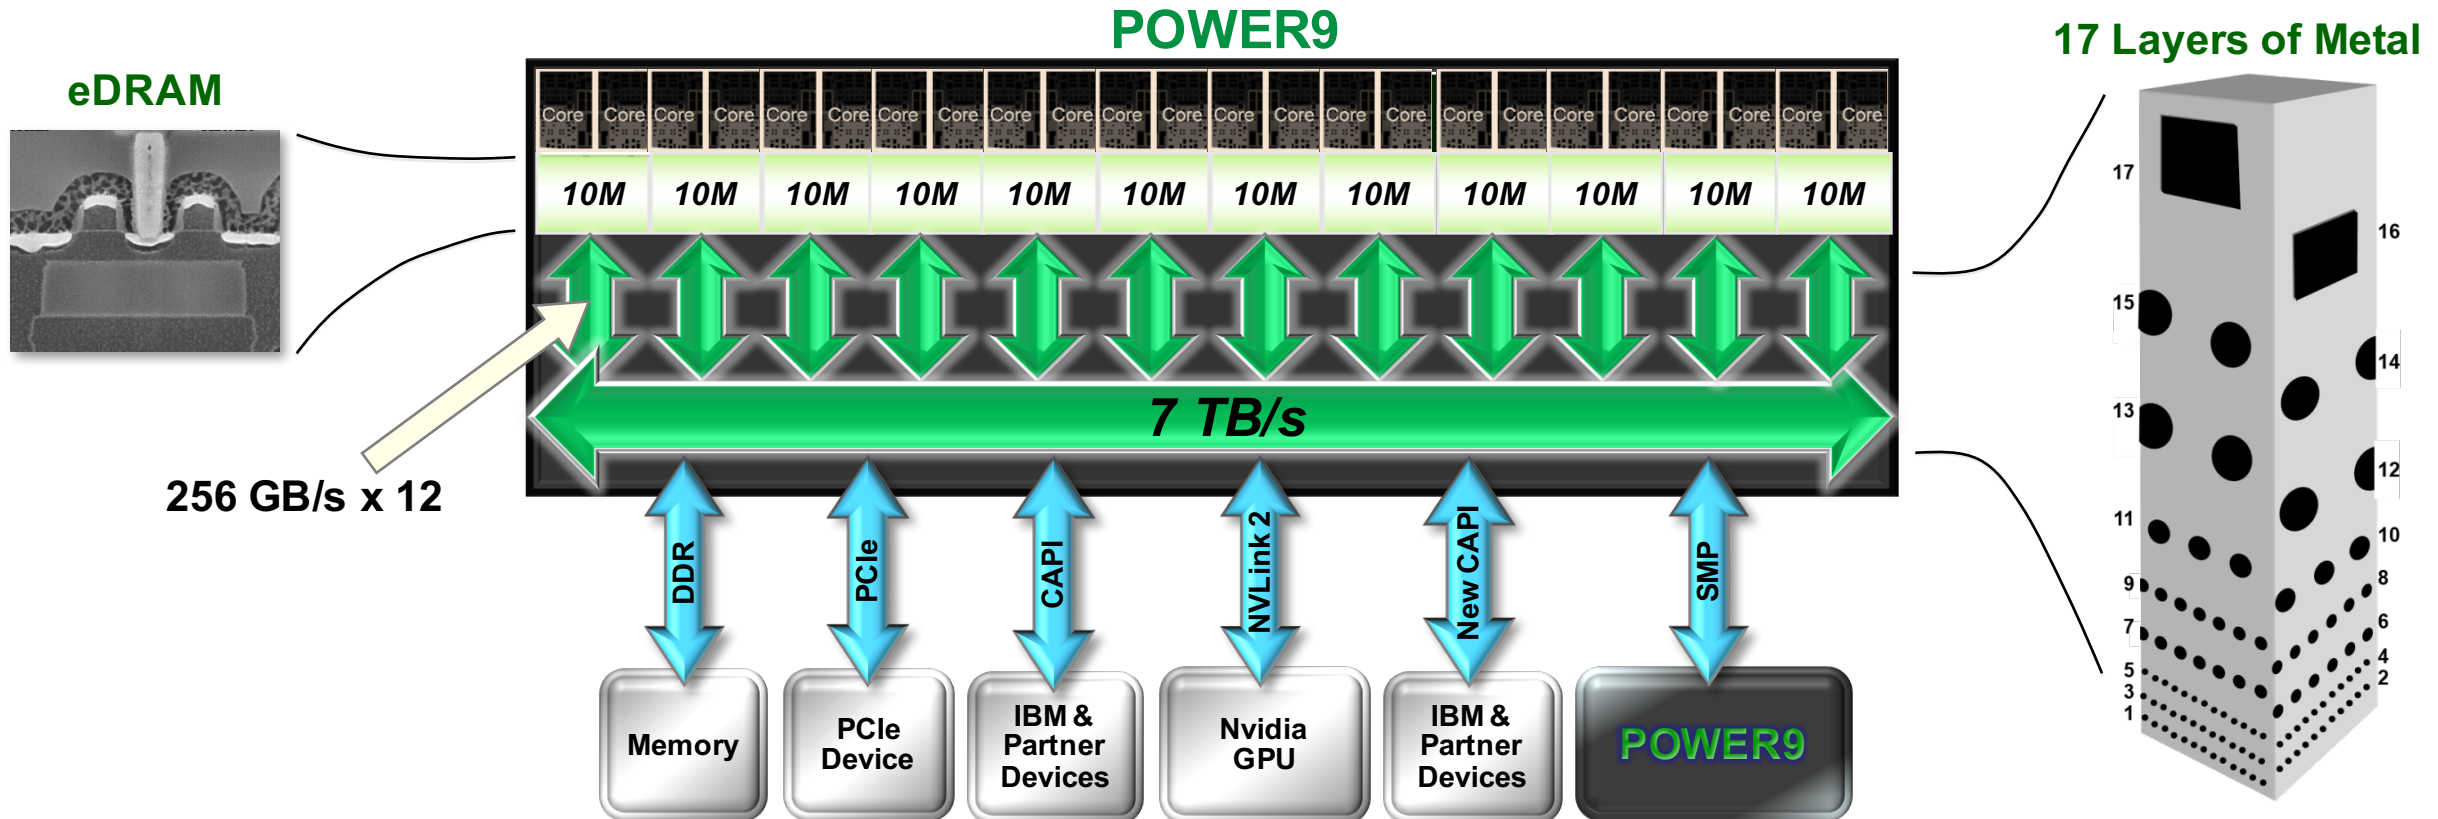 POWER9
17 Layers of Metal
eDRAM
Core Core Core Core Core Core Core Core Core Core Core Core Core Core Core Core Core Core Core Core Core Core Core Core
10M 10M 10M 10M 10M 10M 10M 10M 10M 10M 10M 10M
7 TB/s
256 GB/s x 12
DDR
PCIe
CAPI
NVLink 2
New CAPI
SMP
Memory
PCIe
Device
IBM &
Partner
Devices
Nvidia
GPU
IBM &
Partner
Devices
POWER9
17
16
15
14
13
12
11
10
9
8
7
6
5
4
3
2
1